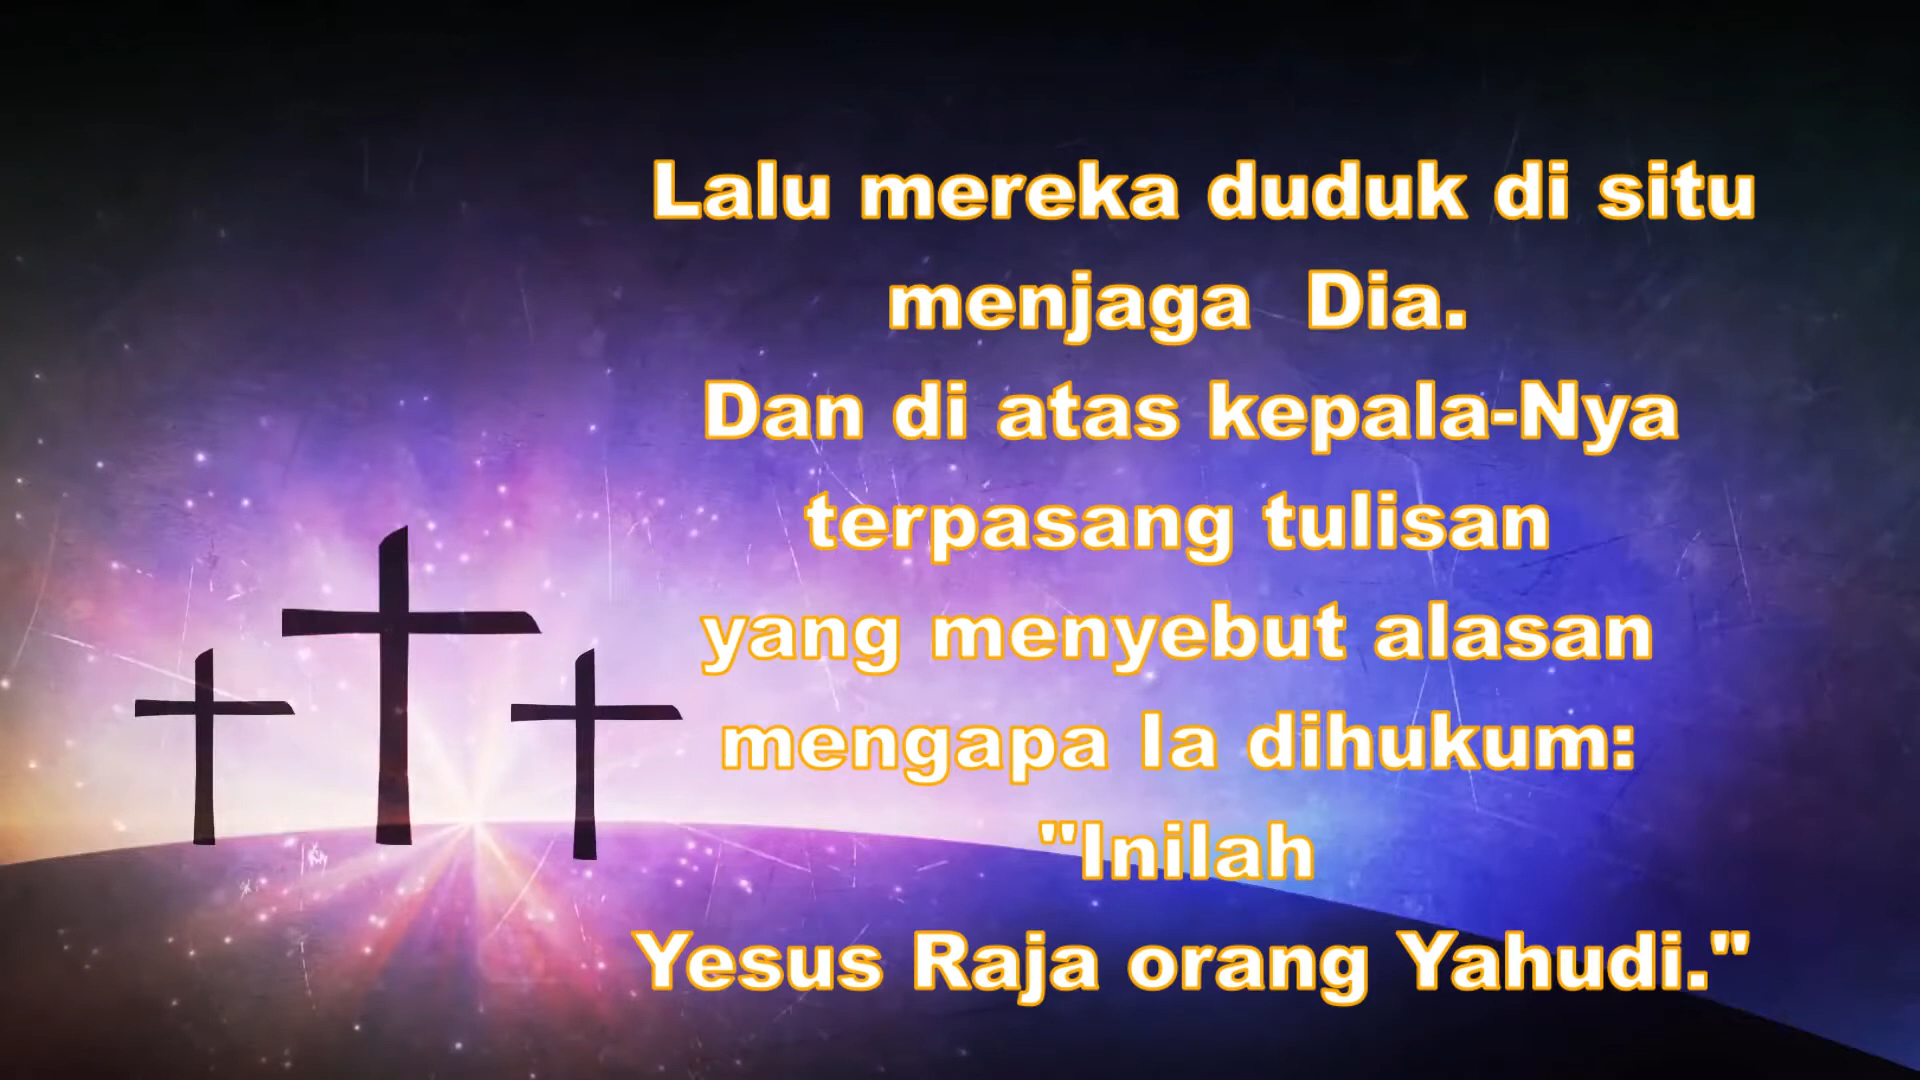 Lalu mereka duduk di situ
menjaga  Dia.
Dan di atas kepala-Nya
terpasang tulisan
yang menyebut alasan
mengapa Ia dihukum:
"Inilah
Yesus Raja orang Yahudi."